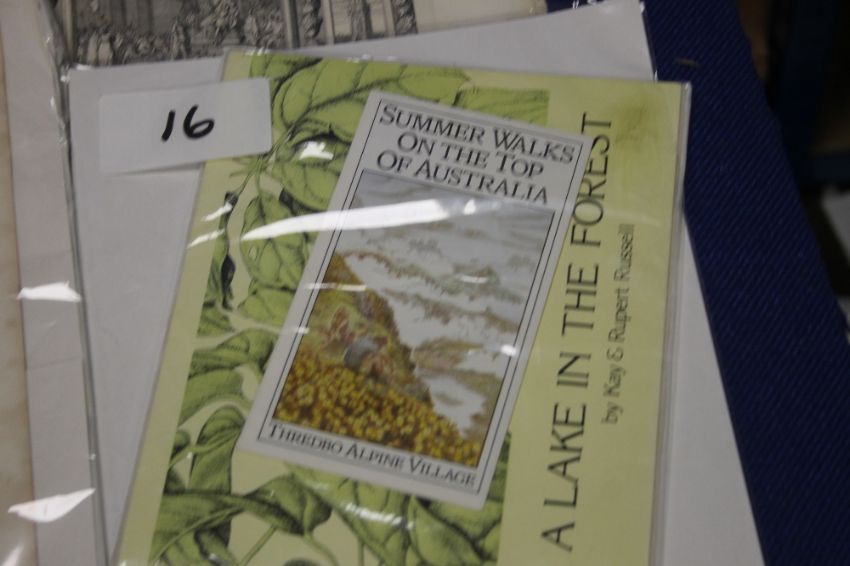 16
SUMMER WALKS
ON THE TOP
OF AUSTRALIA
THREDBO ALPINE VILLAGE
A LAKE IN THE FOREST
by Kay & Rupert Russell